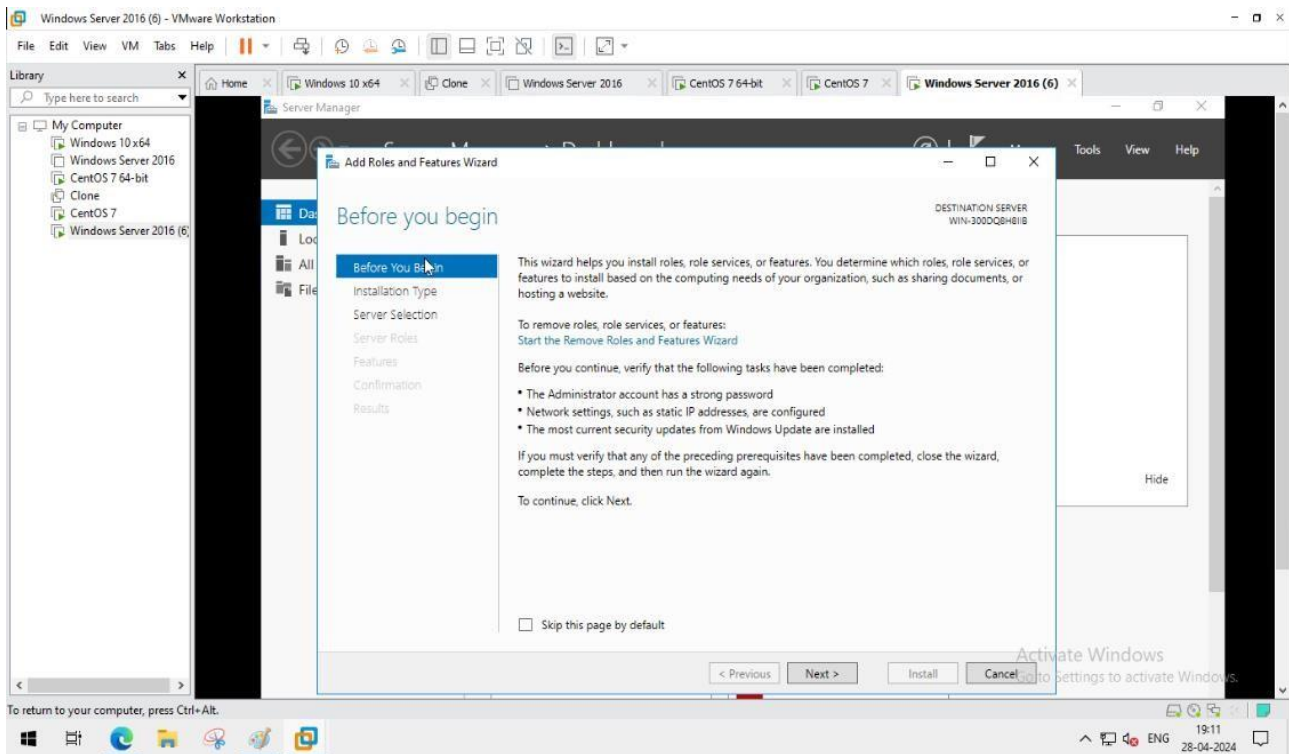 Windows Server 2016 (6) - VMware Workstation
File Edit View VM Tabs Help
Library
Type here to search
My Computer
Windows 10 x64
Windows Server 2016
CentOS 7 64-bit
Clone
CentOS 7
Windows Server 2016 (6)
Home Windows 10 x64 Clone Windows Server 2016 CentOS 7 64-bit CentOS 7 Windows Server 2016 (6)
Server Manager
Tools View Help
Add Roles and Features Wizard
Before you begin
DESTINATION SERVER
WIN-300DQ8H8IIB
Before You Begin
Installation Type
Server Selection
Server Roles
Features
Confirmation
Results
This wizard helps you install roles, role services, or features. You determine which roles, role services, or
features to install based on the computing needs of your organization, such as sharing documents, or
hosting a website.
To remove roles, role services, or features:
Start the Remove Roles and Features Wizard
Before you continue, verify that the following tasks have been completed:
• The Administrator account has a strong password
• Network settings, such as static IP addresses, are configured
• The most current security updates from Windows Update are installed
If you must verify that any of the preceding prerequisites have been completed, close the wizard,
complete the steps, and then run the wizard again.
To continue, click Next.
Skip this page by default
< Previous Next > Install Cancel
Hide
Activate Windows
Go to Settings to activate Windows.
To return to your computer, press Ctrl+Alt.
ENG
19:11
28-04-2024